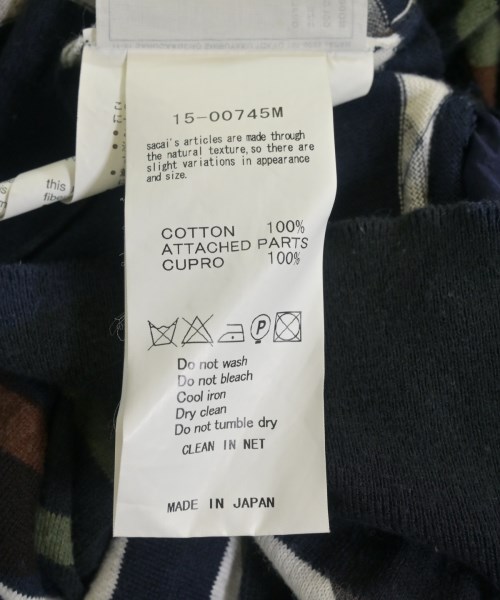 15-00745M
sacai's articles are made through
the natural texture, so there are
slight variations in appearance
and size.
this
fiber
COTTON 100%
ATTACHED PARTS
CUPRO 100%
P
Do not wash
Do not bleach
Cool iron
Dry clean
Do not tumble dry
CLEAN IN NET
MADE IN JAPAN